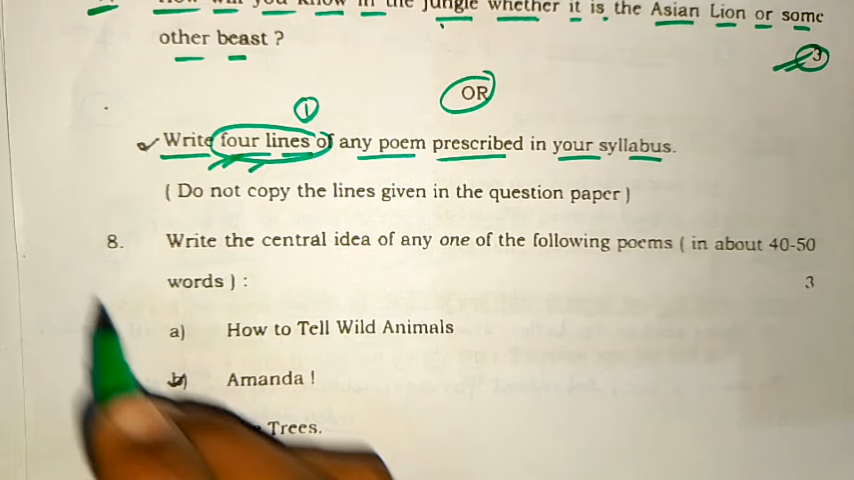 How will you know in the jungle whether it is the Asian Lion or some
other beast ?
3
OR
1
Write four lines of any poem prescribed in your syllabus.
( Do not copy the lines given in the question paper )
8. Write the central idea of any one of the following poems ( in about 40-50
words ) : 3
a) How to Tell Wild Animals
b) Amanda !
Trees.